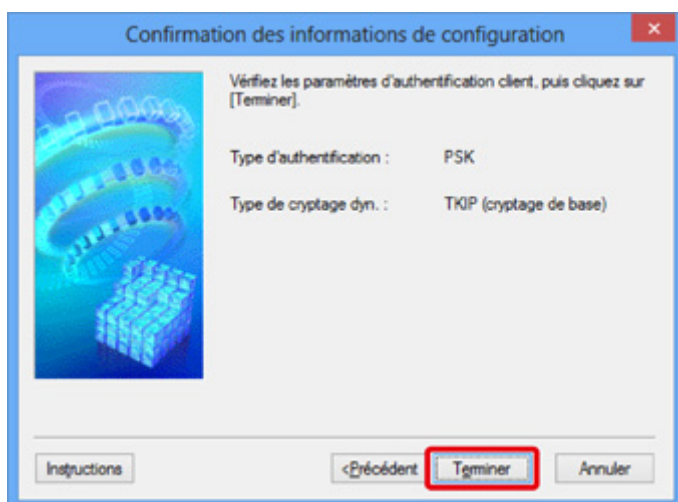 Confirmation des informations de configuration
Vérifiez les paramètres d'authentification client, puis cliquez sur
[Terminer].
Type d'authentification : PSK
Type de cryptage dyn. : TKIP (cryptage de base)
Instructions <Précédent Terminer Annuler